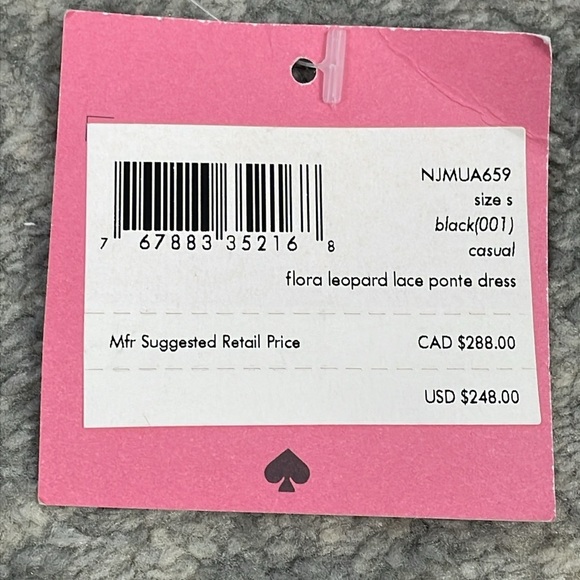 NJMUA659
size s
black(001)
casual
7 67883 35216 8
flora leopard lace ponte dress
Mfr Suggested Retail Price CAD $288.00
USD $248.00